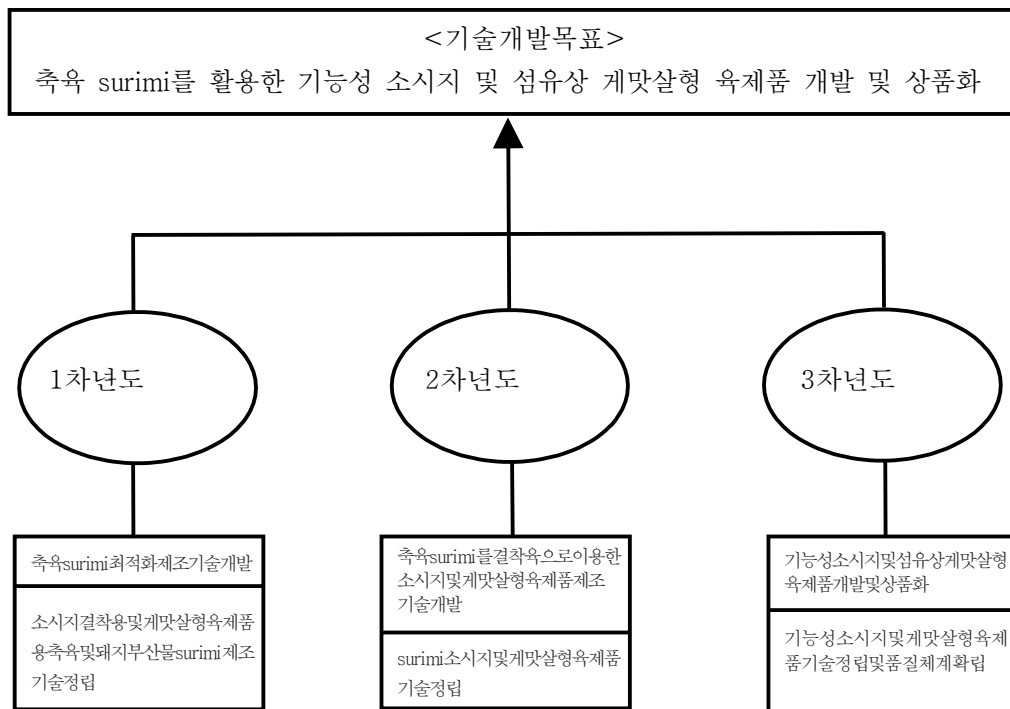 <기술개발목표>
축육 surimi를 활용한 기능성 소시지 및 섬유상 게맛살형 육제품 개발 및 상품화
1차년도
2차년도
3차년도
축육surimi최적화제조기술개발
소시지결착용및게맛살형육제품
용축육및돼지부산물surimi제조
기술정립
축육surimi를결착육으로이용한
소시지및게맛살형육제품제조
기술개발
surimi소시지및게맛살형육제품
기술정립
기능성소시지및섬유상게맛살형
육제품개발및상품화
기능성소시지및게맛살형육제
품기술정립및품질체계확립